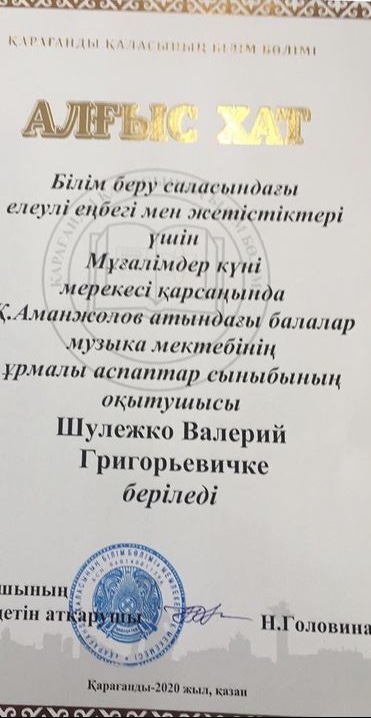 ҚАРАҒАНДЫ ҚАЛАСЫНЫҢ БІЛІМ БӨЛІМІ
АЛҒЫС ХАТ
Білім беру саласындағы
елеулі еңбегі мен жетістіктері
үшін
Мұғалімдер күні
мерекесі қарсаңында
Қ.Аманжолов атындағы балалар
музыка мектебінің
ұрмалы аспаптар сыныбының
оқытушысы
Шулежко Валерий
Григорьевичке
беріледі
шының
детін атқарушы
Н.Головина
Қарағанды-2020 жыл, қазан